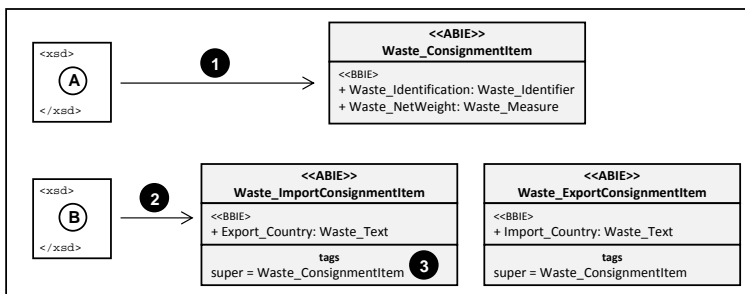 <xsd>
A
</xsd>
1
<<ABIE>>
Waste_ConsignmentItem
<<BBIE>>
+ Waste_Identification: Waste_Identifier
+ Waste_NetWeight: Waste_Measure
<xsd>
B
</xsd>
2
<<ABIE>>
Waste_ImportConsignmentItem
<<BBIE>>
+ Export_Country: Waste_Text
tags
super = Waste_ConsignmentItem
3
<<ABIE>>
Waste_ExportConsignmentItem
<<BBIE>>
+ Import_Country: Waste_Text
tags
super = Waste_ConsignmentItem